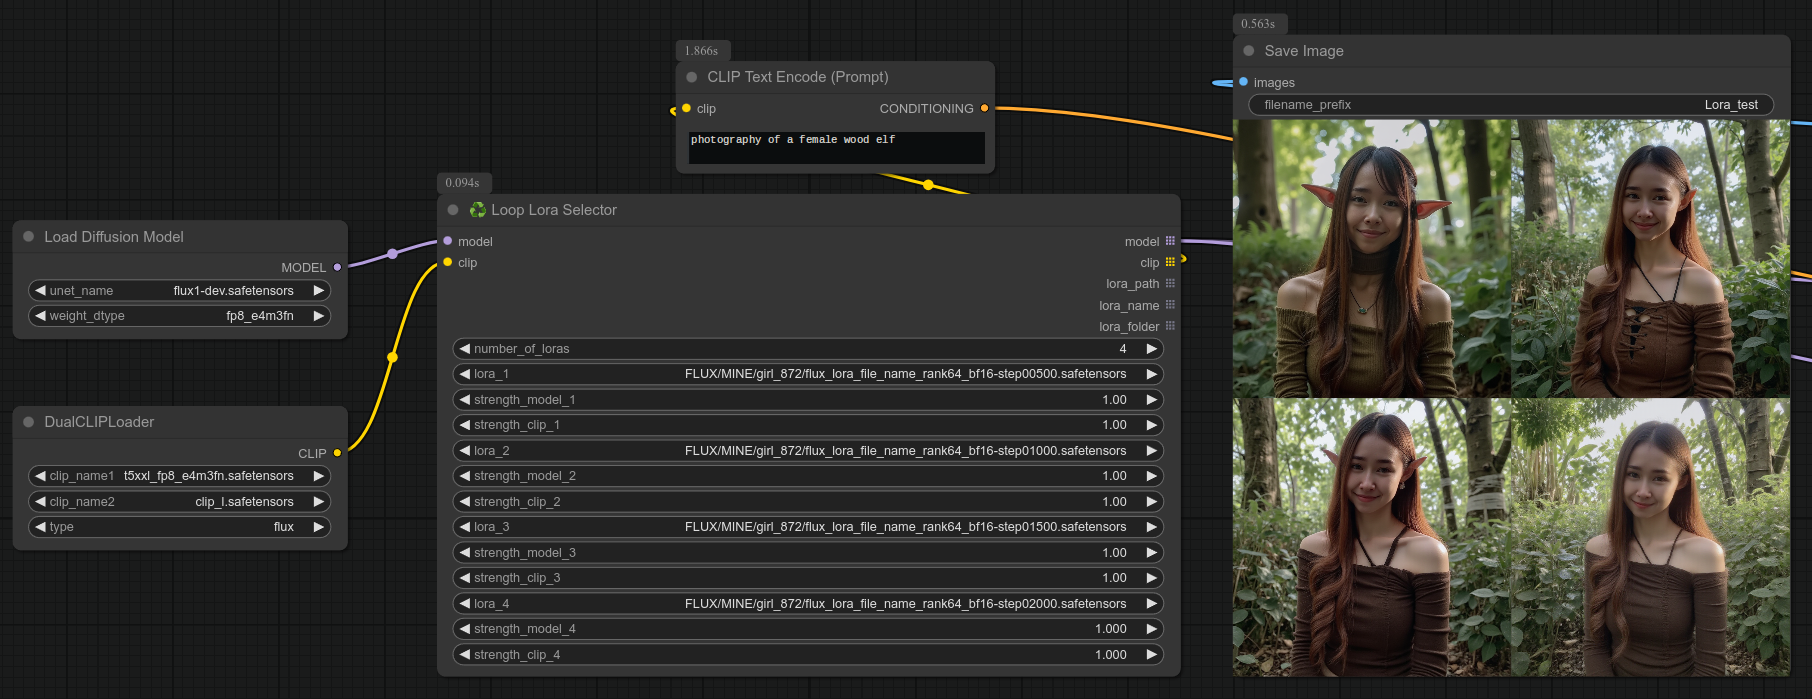 Load Diffusion Model
MODEL
unet_name flux1-dev.safetensors
weight_dtype fp8_e4m3fn
DualCLIPLoader
CLIP
clip_name1 t5xxl_fp8_e4m3fn.safetensors
clip_name2 clip_l.safetensors
type flux
1.866s
CLIP Text Encode (Prompt)
clip CONDITIONING
photography of a female wood elf
0.094s
Loop Lora Selector
model model
clip clip
lora_path
lora_name
lora_folder
number_of_loras 4
lora_1 FLUX/MINE/girl_872/flux_lora_file_name_rank64_bf16-step00500.safetensors
strength_model_1 1.00
strength_clip_1 1.00
lora_2 FLUX/MINE/girl_872/flux_lora_file_name_rank64_bf16-step01000.safetensors
strength_model_2 1.00
strength_clip_2 1.00
lora_3 FLUX/MINE/girl_872/flux_lora_file_name_rank64_bf16-step01500.safetensors
strength_model_3 1.00
strength_clip_3 1.00
lora_4 FLUX/MINE/girl_872/flux_lora_file_name_rank64_bf16-step02000.safetensors
strength_model_4 1.000
strength_clip_4 1.000
0.563s
Save Image
images
filename_prefix Lora_test